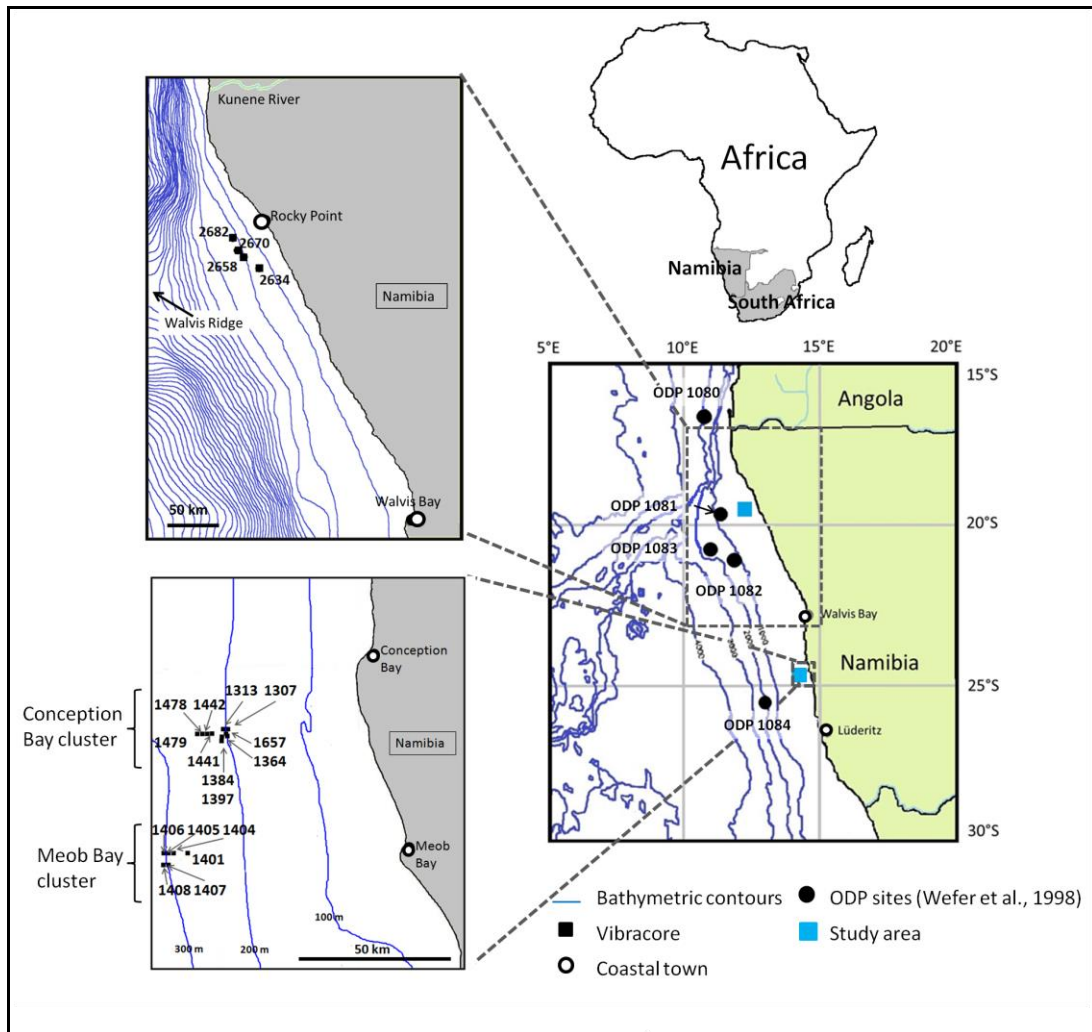 Kunene River
Rocky Point
2682
2670
2658
2634
Namibia
Walvis Ridge
Walvis Bay
50 km
Africa
Namibia
South Africa
5°E
10°E
15°E
20°E
15°S
ODP 1080
Angola
ODP 1081
20°S
ODP 1083
ODP 1082
Walvis Bay
Namibia
25°S
ODP 1084
Lüderitz
30°S
Conception
Bay
1313 1307
1478 1442
Conception
Bay cluster
Namibia
1479
1657
1441
1364
1384
1397
1406 1405 1404
Meob
Bay
1401
Meob Bay
cluster
1408 1407
100 m
300 m
200 m
50 km
Bathymetric contours
ODP sites (Wefer et al., 1998)
Vibracore
Study area
Coastal town